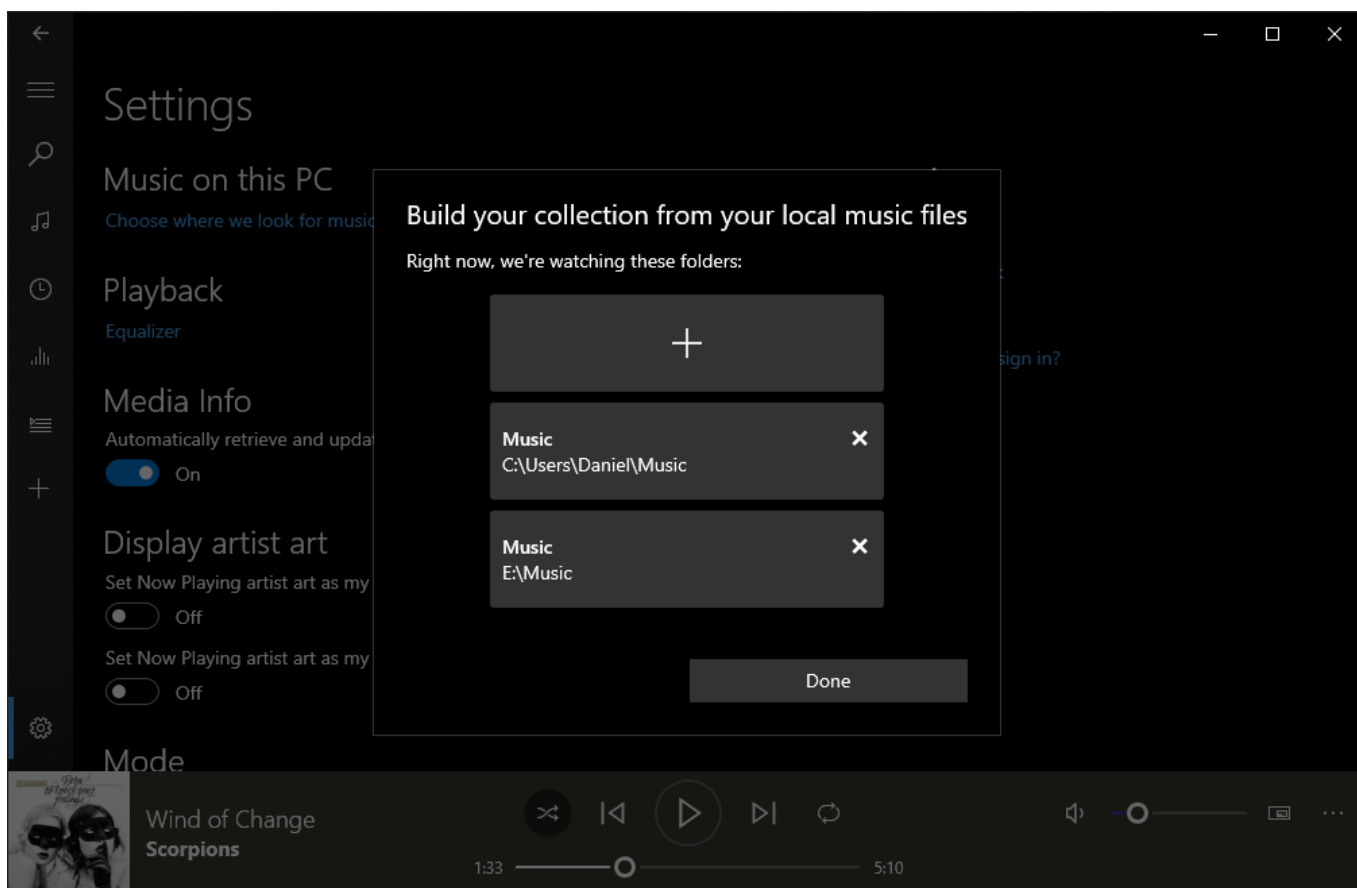 Settings
Music on this PC
Choose where we look for music
Playback
Equalizer
Media Info
Automatically retrieve and
On
Display artist art
Set Now Playing artist art as my
Off
Set Now Playing artist art as my
Off
Mode
Build your collection from your local music files
Right now, we're watching these folders:
Music
C:\Users\Daniel\Music
Music
E:\Music
Done
sign in?
Wind of Change
Scorpions
1:33
5:10